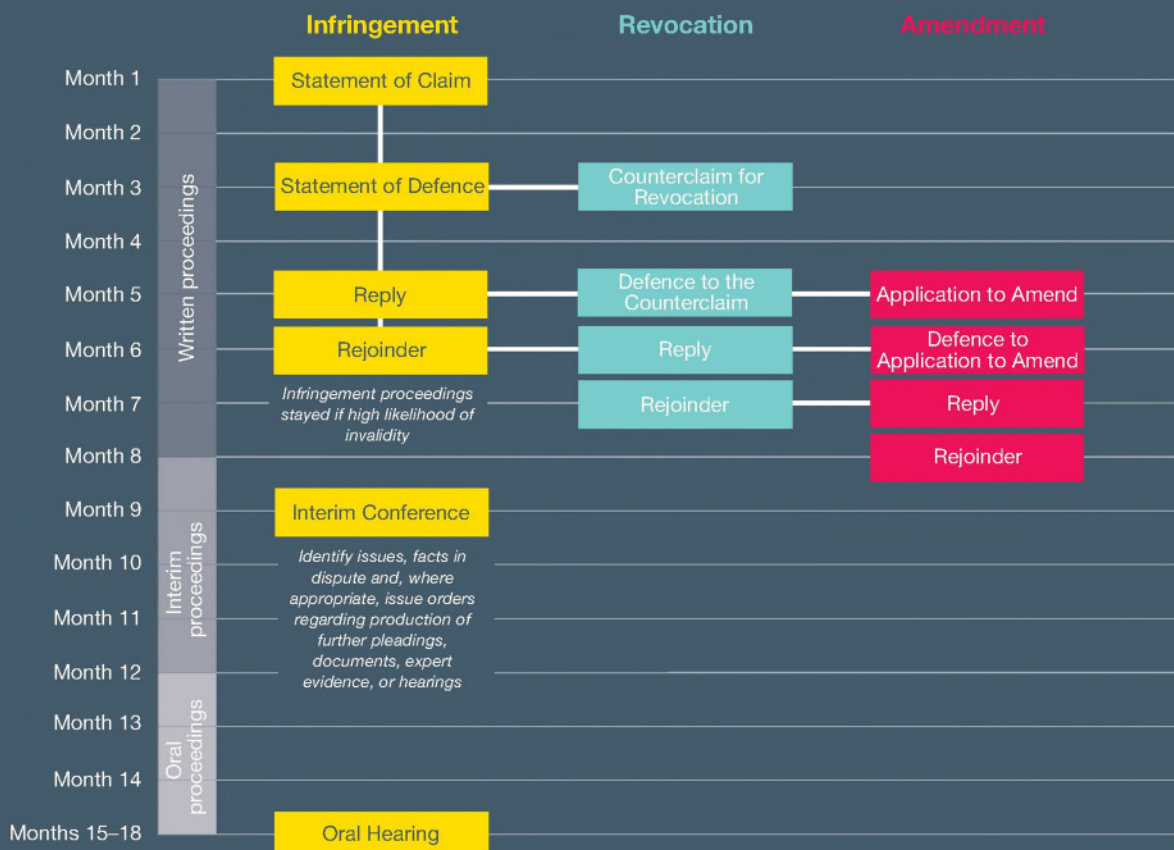 Infringement
Revocation
Amendment
Month 1
Statement of Claim
Month 2
Month 3
Statement of Defence
Counterclaim for
Revocation
Month 4
Month 5
Reply
Defence to the
Counterclaim
Application to Amend
Month 6
Rejoinder
Reply
Defence to
Application to Amend
Month 7
Infringement proceedings
stayed if high likelihood of
invalidity
Rejoinder
Reply
Month 8
Rejoinder
Written proceedings
Month 9
Interim Conference
Month 10
Identify issues, facts in
dispute and, where
appropriate, issue orders
regarding production of
further pleadings,
documents, expert
evidence, or hearings
Month 11
Month 12
Interim
proceedings
Month 13
Month 14
Oral
proceedings
Months 15–18
Oral Hearing